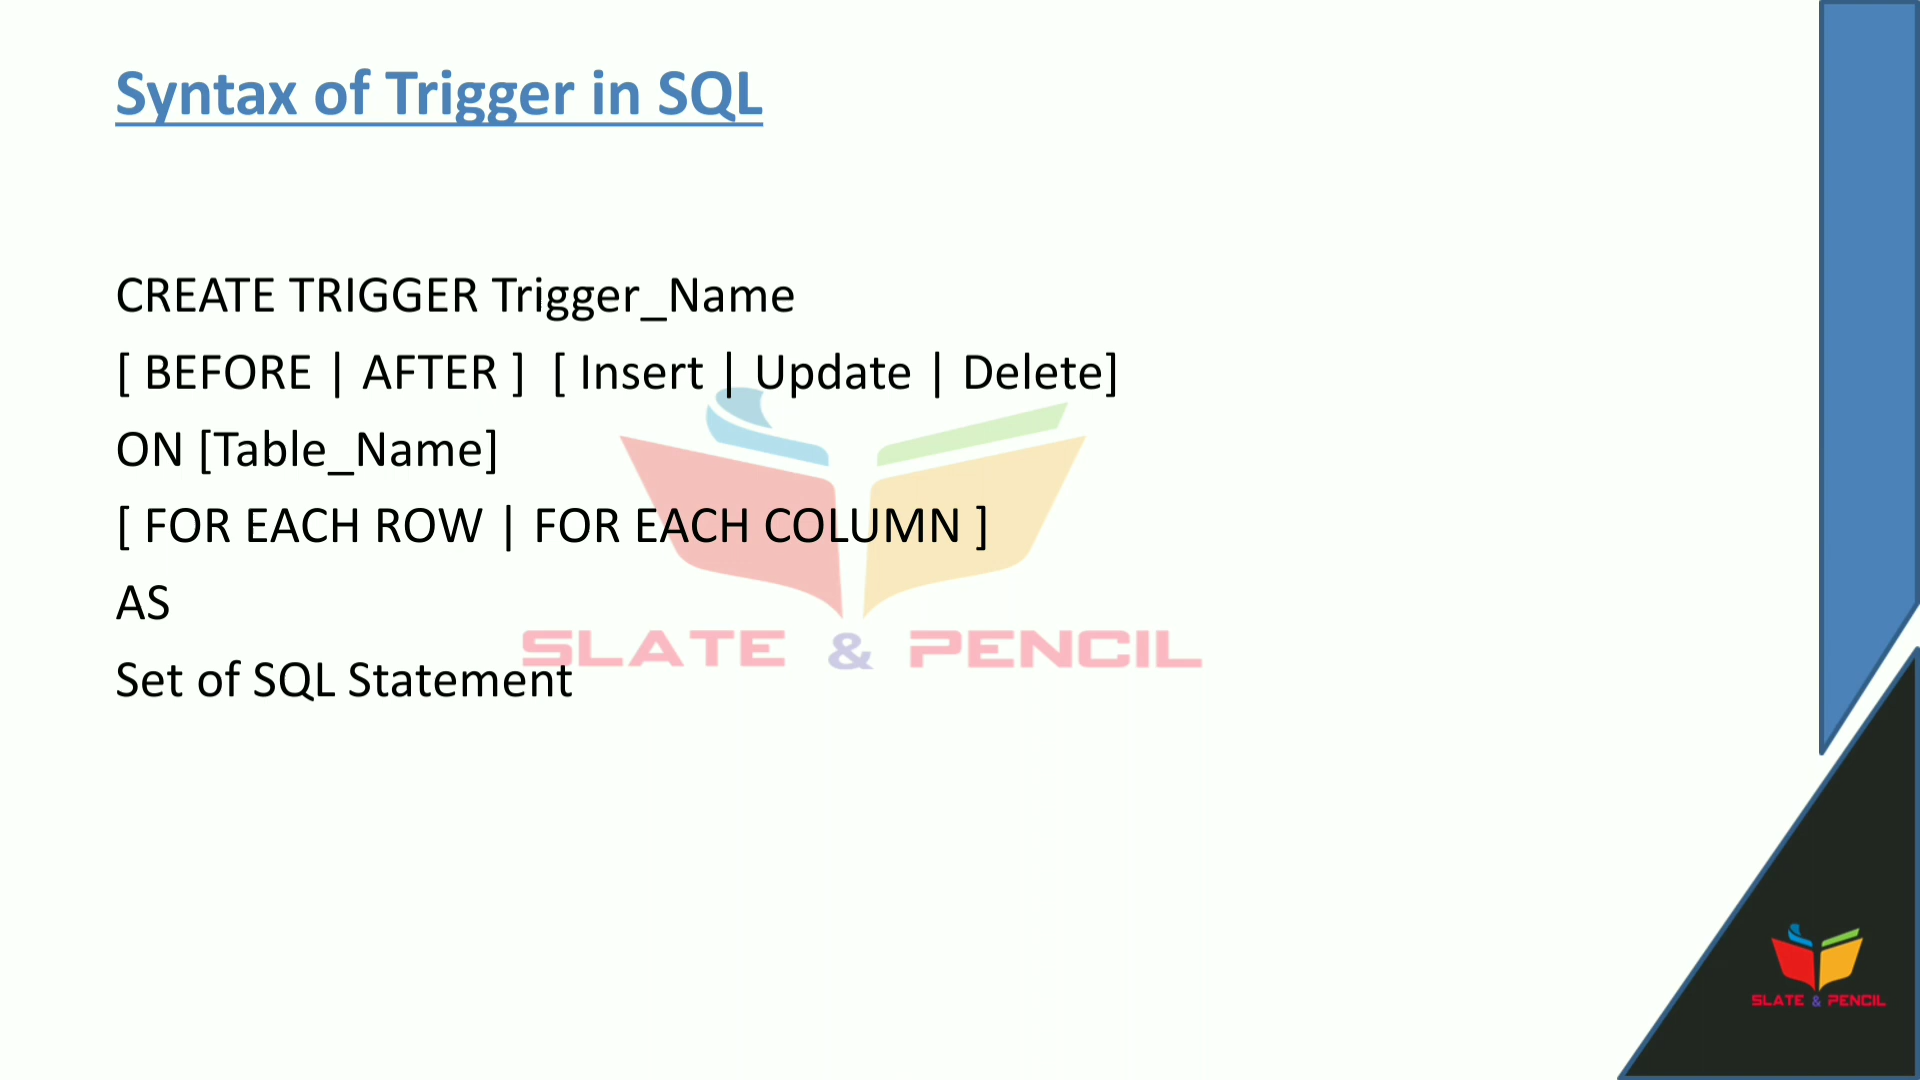 Syntax of Trigger in SQL
CREATE TRIGGER Trigger_Name
[ BEFORE | AFTER ] [ Insert | Update | Delete]
ON [Table_Name]
[ FOR EACH ROW | FOR EACH COLUMN ]
AS
SLATE & PENCIL
Set of SQL Statement
SLATE & PENCIL